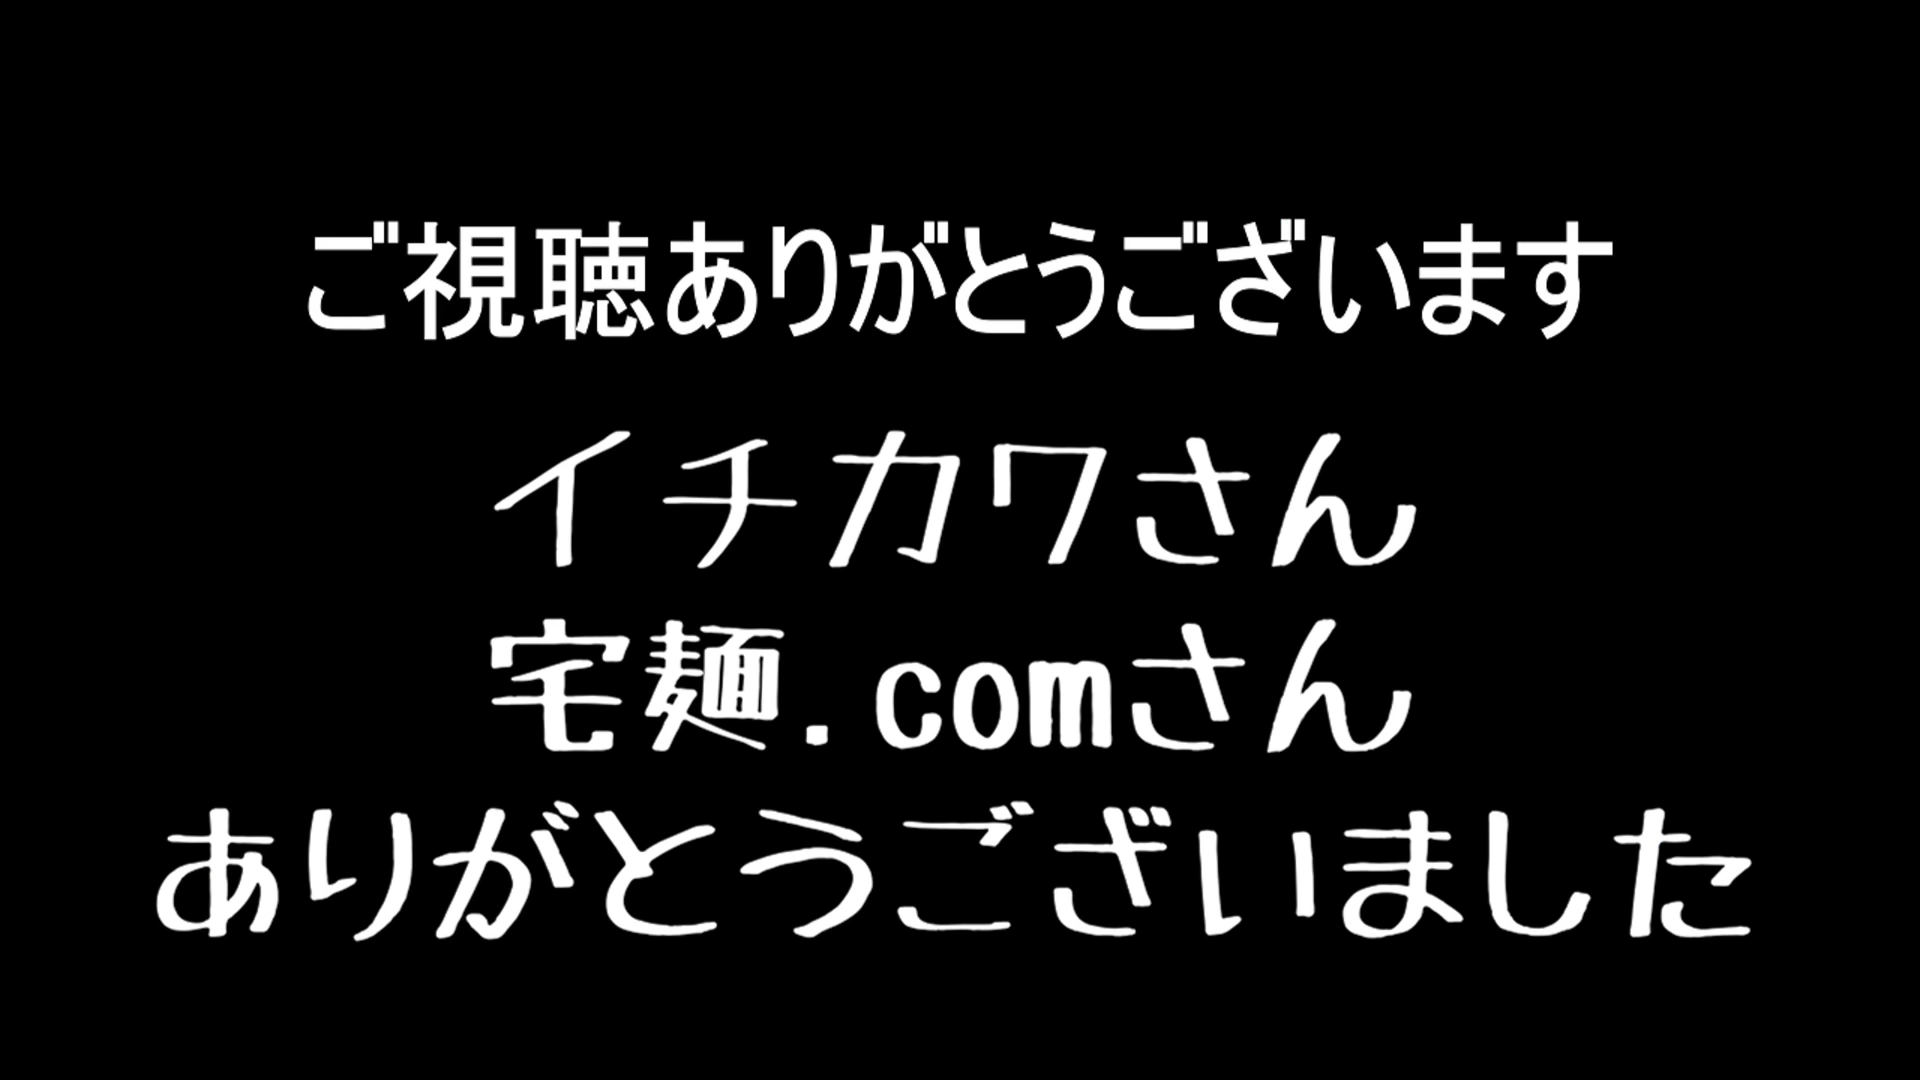 ご視聴ありがとうございます
イチカワさん
宅麺.comさん
ありがとうございました